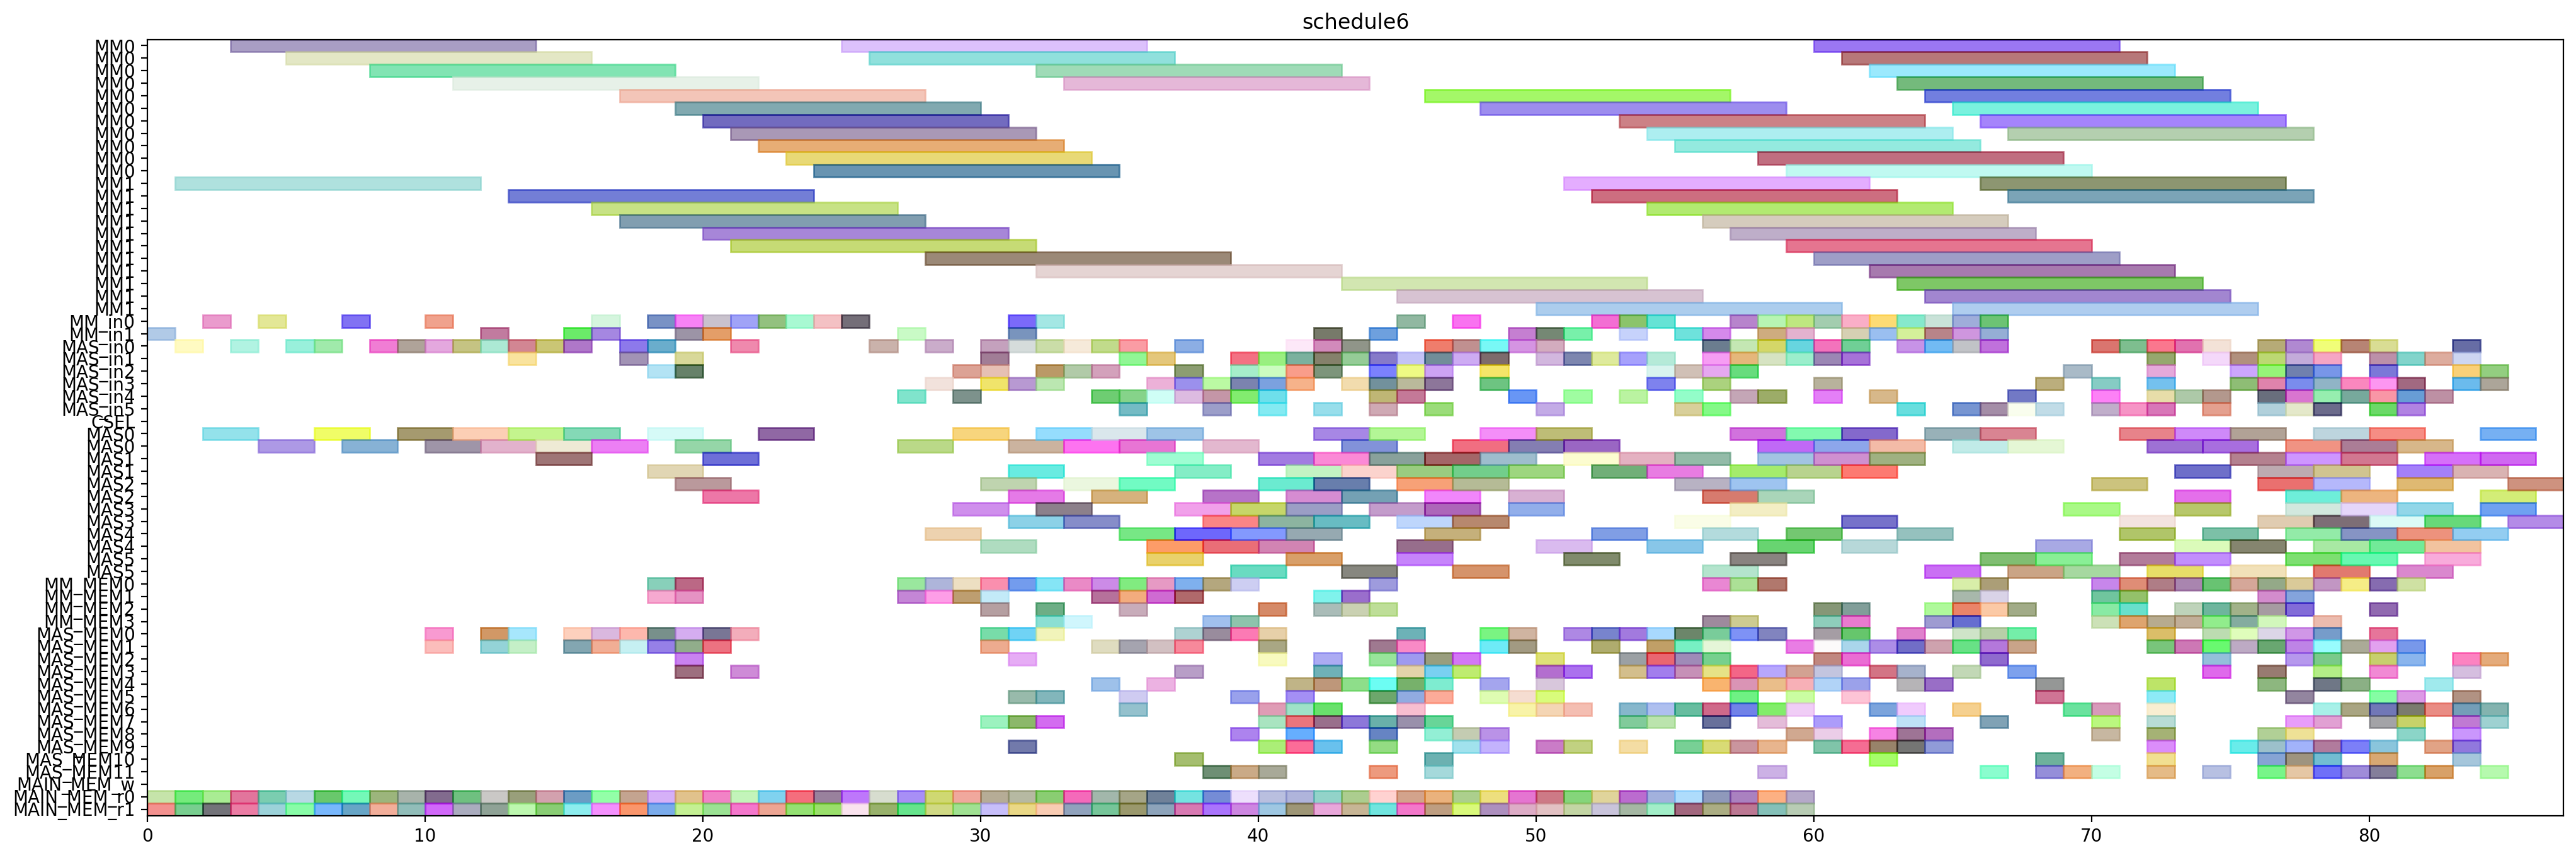 schedule6
MM0
MM0
MM0
MM0
MM0
MM0
MM0
MM0
MM0
MM0
MM0
MM1
MM1
MM1
MM1
MM1
MM1
MM1
MM1
MM1
MM1
MM1
MM_in0
MM_in1
MAS_in0
MAS_in1
MAS_in2
MAS_in3
MAS_in4
MAS_in5
CSEL
MAS0
MAS0
MAS1
MAS1
MAS2
MAS2
MAS3
MAS3
MAS4
MAS4
MAS5
MAS5
MM_MEM0
MM_MEM1
MM_MEM2
MM_MEM3
MAS_MEM0
MAS_MEM1
MAS_MEM2
MAS_MEM3
MAS_MEM4
MAS_MEM5
MAS_MEM6
MAS_MEM7
MAS_MEM8
MAS_MEM9
MAS_MEM10
MAS_MEM11
MAIN_MEM_w
MAIN_MEM_r0
MAIN_MEM_r1
0 10 20 30 40 50 60 70 80